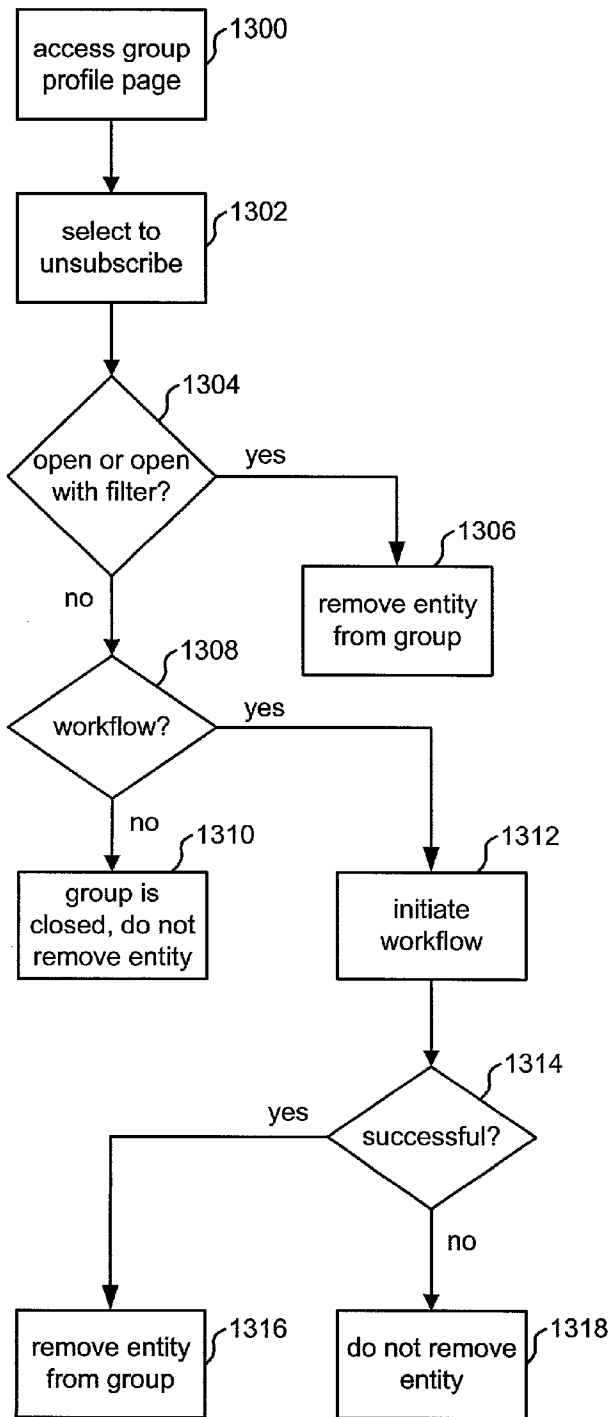 access group
profile page
1300
select to
unsubscribe
1302
open or open
with filter?
1304
yes
no
remove entity
from group
1306
workflow?
1308
yes
no
group is
closed, do not
remove entity
1310
initiate
workflow
1312
successful?
1314
yes
no
remove entity
from group
1316
do not remove
entity
1318